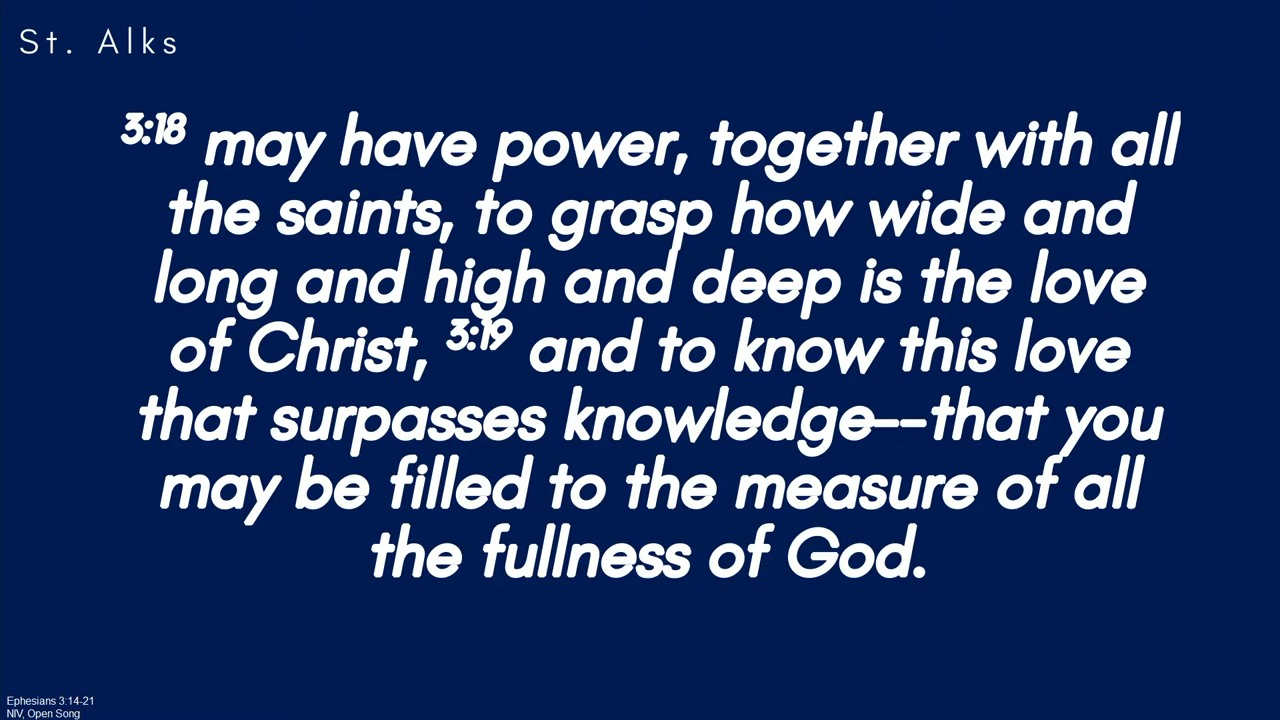 St. Alks
3:18 may have power, together with all
the saints, to grasp how wide and
long and high and deep is the love
of Christ, 3:19 and to know this love
that surpasses knowledge--that you
may be filled to the measure of all
the fullness of God.
Ephesians 3:14-21
NIV, Open Song